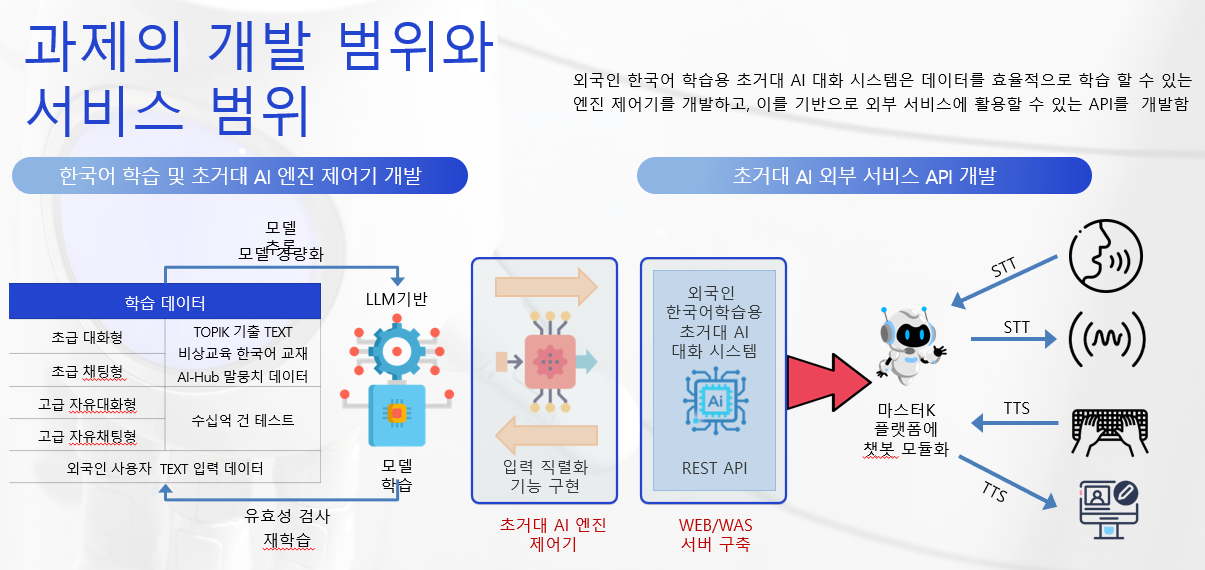 과제의 개발 범위와
서비스 범위
외국인 한국어 학습용 초거대 AI 대화 시스템은 데이터를 효율적으로 학습 할 수 있는
엔진 제어기를 개발하고, 이를 기반으로 외부 서비스에 활용할 수 있는 API를 개발함
한국어 학습 및 초거대 AI 엔진 제어기 개발
초거대 AI 외부 서비스 API 개발
모델
추론
모델 경량화
학습 데이터
초급 대화형
초급 채팅형
고급 자유대화형
고급 자유채팅형
TOPIK 기출 TEXT
비상교육 한국어 교재
AI-Hub 말뭉치 데이터
수십억 건 테스트
외국인 사용자 TEXT 입력 데이터
유효성 검사
재학습
LLM기반
모델
학습
입력 직렬화
기능 구현
초거대 AI 엔진
제어기
외국인
한국어학습용
초거대 AI
대화 시스템
Ai
REST API
WEB/WAS
서버 구축
마스터K
플랫폼에
챗봇 모듈화
STT
STT
TTS
TTS